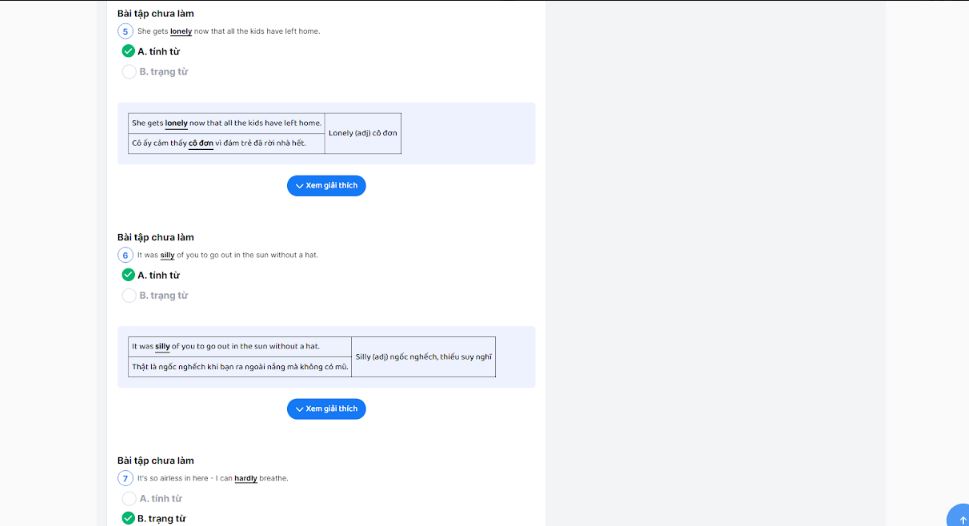 Bài tập chưa làm
5 She gets lonely now that all the kids have left home.
A. tính từ
B. trạng từ
She gets lonely now that all the kids have left home.
Cô ấy cảm thấy cô đơn vì đám trẻ đã rời nhà hết.
Lonely (adj) cô đơn
Xem giải thích
Bài tập chưa làm
6 It was silly of you to go out in the sun without a hat.
A. tính từ
B. trạng từ
It was silly of you to go out in the sun without a hat.
Thật là ngốc nghếch khi bạn ra ngoài nắng mà không có mũ.
Silly (adj) ngốc nghếch, thiếu suy nghĩ
Xem giải thích
Bài tập chưa làm
7 It's so airless in here - I can hardly breathe.
A. tính từ
B. trạng từ